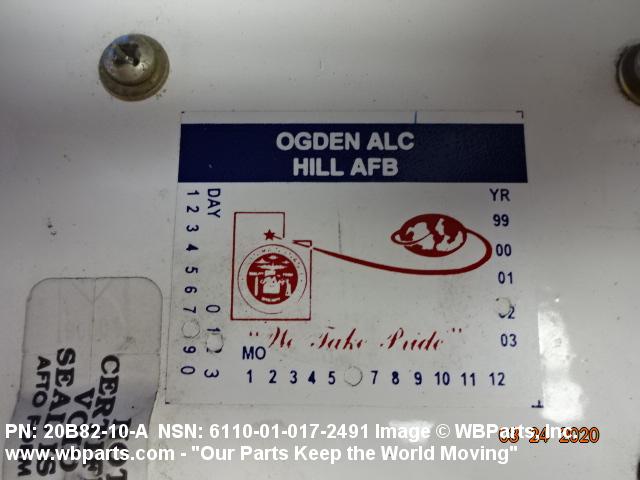 OGDEN ALC
HILL AFB
DAY
1 2 3 4 5 6 7 9 0
0 1 2 3
YR
99
00
01
02
03
"We Take Pride"
MO
1 2 3 4 5 7 8 9 10 11 12
AFTO
PN: 20B82-10-A NSN: 6110-01-017-2491 Image © WBParts, Inc.
03 24 2020
www.wbparts.com - "Our Parts Keep the World Moving"